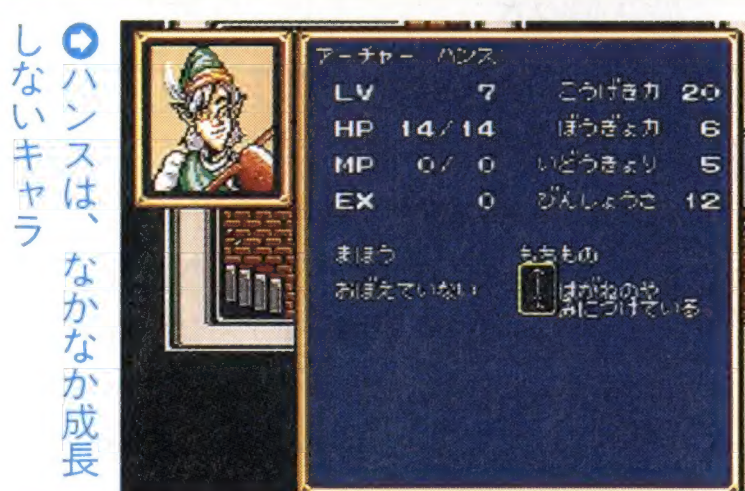 ハンスは、なかなか成長
しないキャラ
アーチャー ハンス
LV 7 こうげき力 20
HP 14/14 ぼうぎょ力 6
MP 0/ 0 いどうきょり 5
EX 0 びんしょうさ 12
まほう もちもの
おぼえていない はがねのや
みにつけている